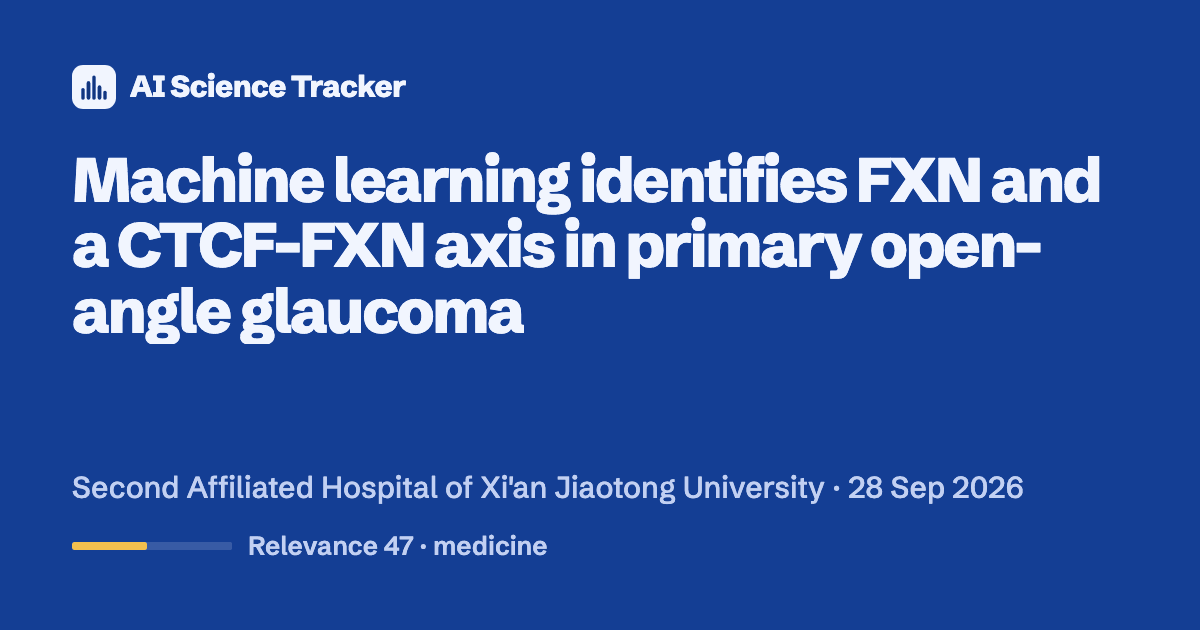 AI Science Tracker
Machine learning identifies FXN and
a CTCF-FXN axis in primary open-
angle glaucoma
Second Affiliated Hospital of Xi'an Jiaotong University · 28 Sep 2026
Relevance 47 · medicine